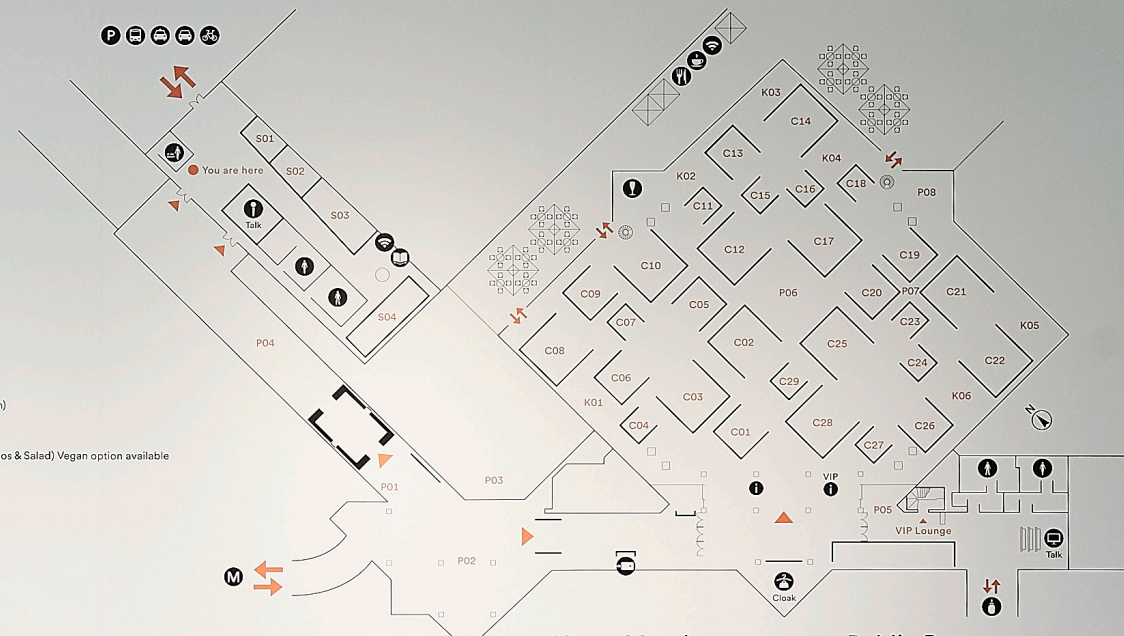 P
K03
C14
S01
C13
K04
You are here
S02
K02
C16
C18
C15
P08
S03
C11
Talk
C17
C12
C19
C10
P06
C20
P07
C21
C09
C05
S04
C07
C23
K05
P04
C02
C25
C08
C24
C22
C06
C29
C03
K06
K01
N
C28
C04
C01
C26
C27
os & Salad) Vegan option available
VIP
P03
P01
P05
VIP Lounge
P02
Talk
M
Cloak